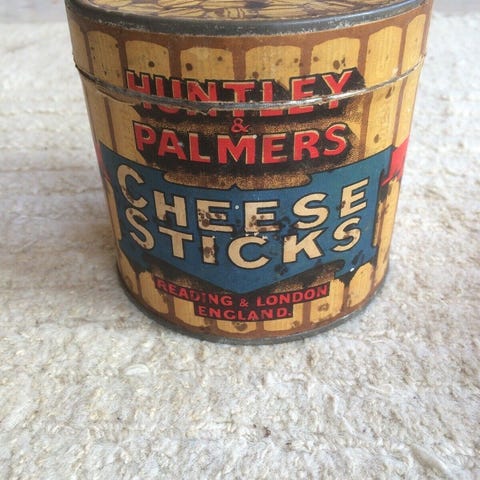 HUNTLEY
&
PALMERS
CHEESE
STICKS
READING & LONDON
ENGLAND.